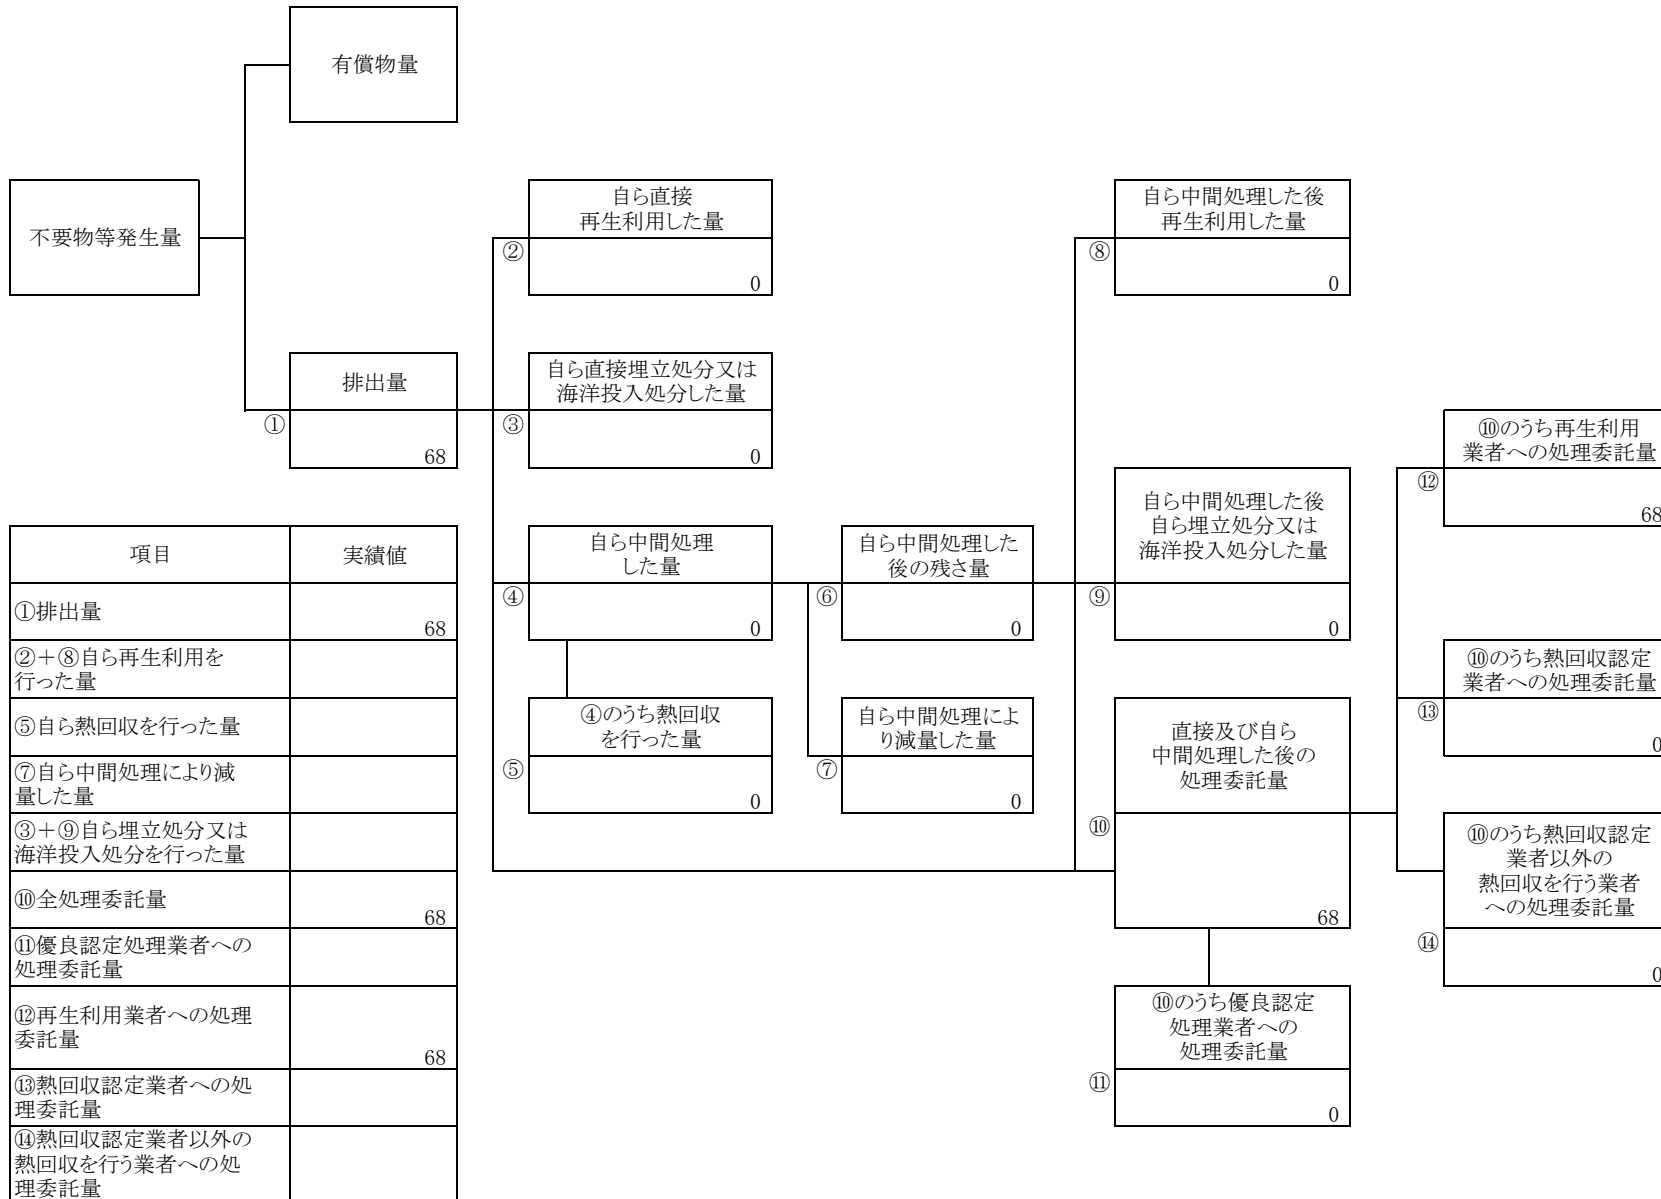 有償物量
不要物等発生量
自ら直接
再生利用した量
②
0
自ら中間処理した後
再生利用した量
⑧
0
排出量
①
68
自ら直接埋立処分又は
海洋投入処分した量
③
0
⑩のうち再生利用
業者への処理委託量
⑫
68
自ら中間処理
した量
④
0
自ら中間処理した
後の残さ量
⑥
0
自ら中間処理した後
自ら埋立処分又は
海洋投入処分した量
⑨
0
⑩のうち熱回収認定
業者への処理委託量
⑬
0
④のうち熱回収
を行った量
⑤
0
自ら中間処理によ
り減量した量
⑦
0
直接及び自ら
中間処理した後の
処理委託量
⑩
68
⑩のうち熱回収認定
業者以外の
熱回収を行う業者
への処理委託量
⑭
0
⑩のうち優良認定
処理業者への
処理委託量
⑪
0
項目 実績値
①排出量 68
②+⑧自ら再生利用を
行った量
⑤自ら熱回収を行った量
⑦自ら中間処理により減
量した量
③+⑨自ら埋立処分又は
海洋投入処分を行った量
⑩全処理委託量 68
⑪優良認定処理業者への
処理委託量
⑫再生利用業者への処理
委託量 68
⑬熱回収認定業者への処
理委託量
⑭熱回収認定業者以外の
熱回収を行う業者への処
理委託量